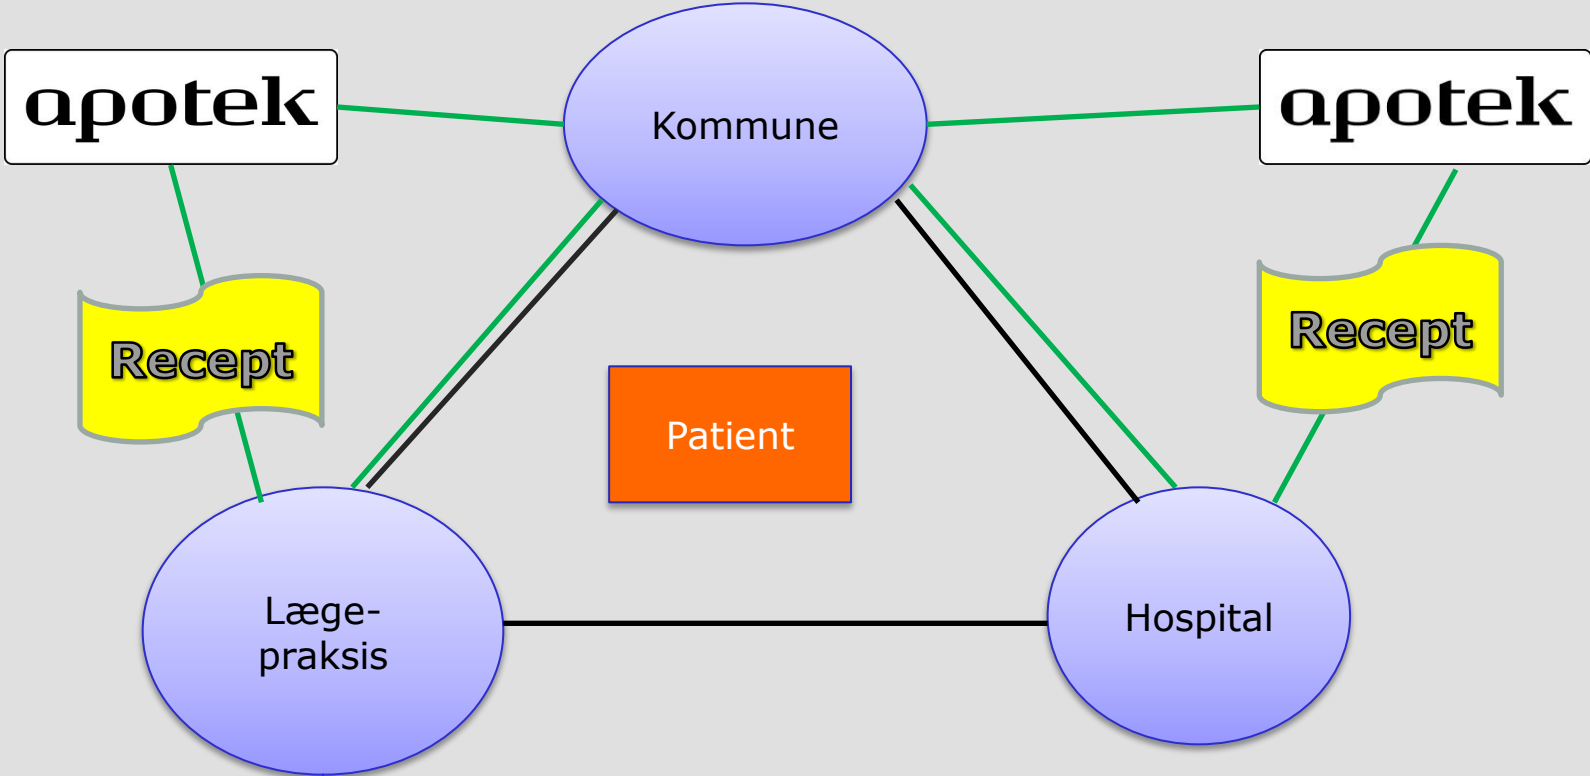 apotek
Kommune
apotek
Recept
Recept
Patient
Læge-
praksis
Hospital